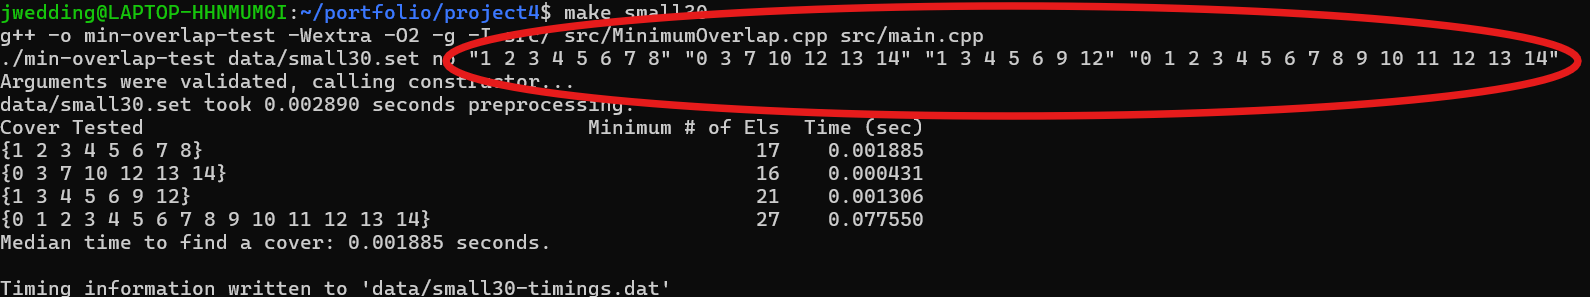 jwedding@LAPTOP-HHNMUM0I:~/portfolio/project4$ make small30
g++ -o min-overlap-test -Wextra -O2 -g -I src/ src/MinimumOverlap.cpp src/main.cpp
./min-overlap-test data/small30.set no "1 2 3 4 5 6 7 8" "0 3 7 10 12 13 14" "1 3 4 5 6 9 12" "0 1 2 3 4 5 6 7 8 9 10 11 12 13 14"
Arguments were validated, calling constructor...
data/small30.set took 0.002890 seconds preprocessing.
Cover Tested Minimum # of Els Time (sec)
{1 2 3 4 5 6 7 8} 17 0.001885
{0 3 7 10 12 13 14} 16 0.000431
{1 3 4 5 6 9 12} 21 0.001306
{0 1 2 3 4 5 6 7 8 9 10 11 12 13 14} 27 0.077550
Median time to find a cover: 0.001885 seconds.
Timing information written to 'data/small30-timings.dat'